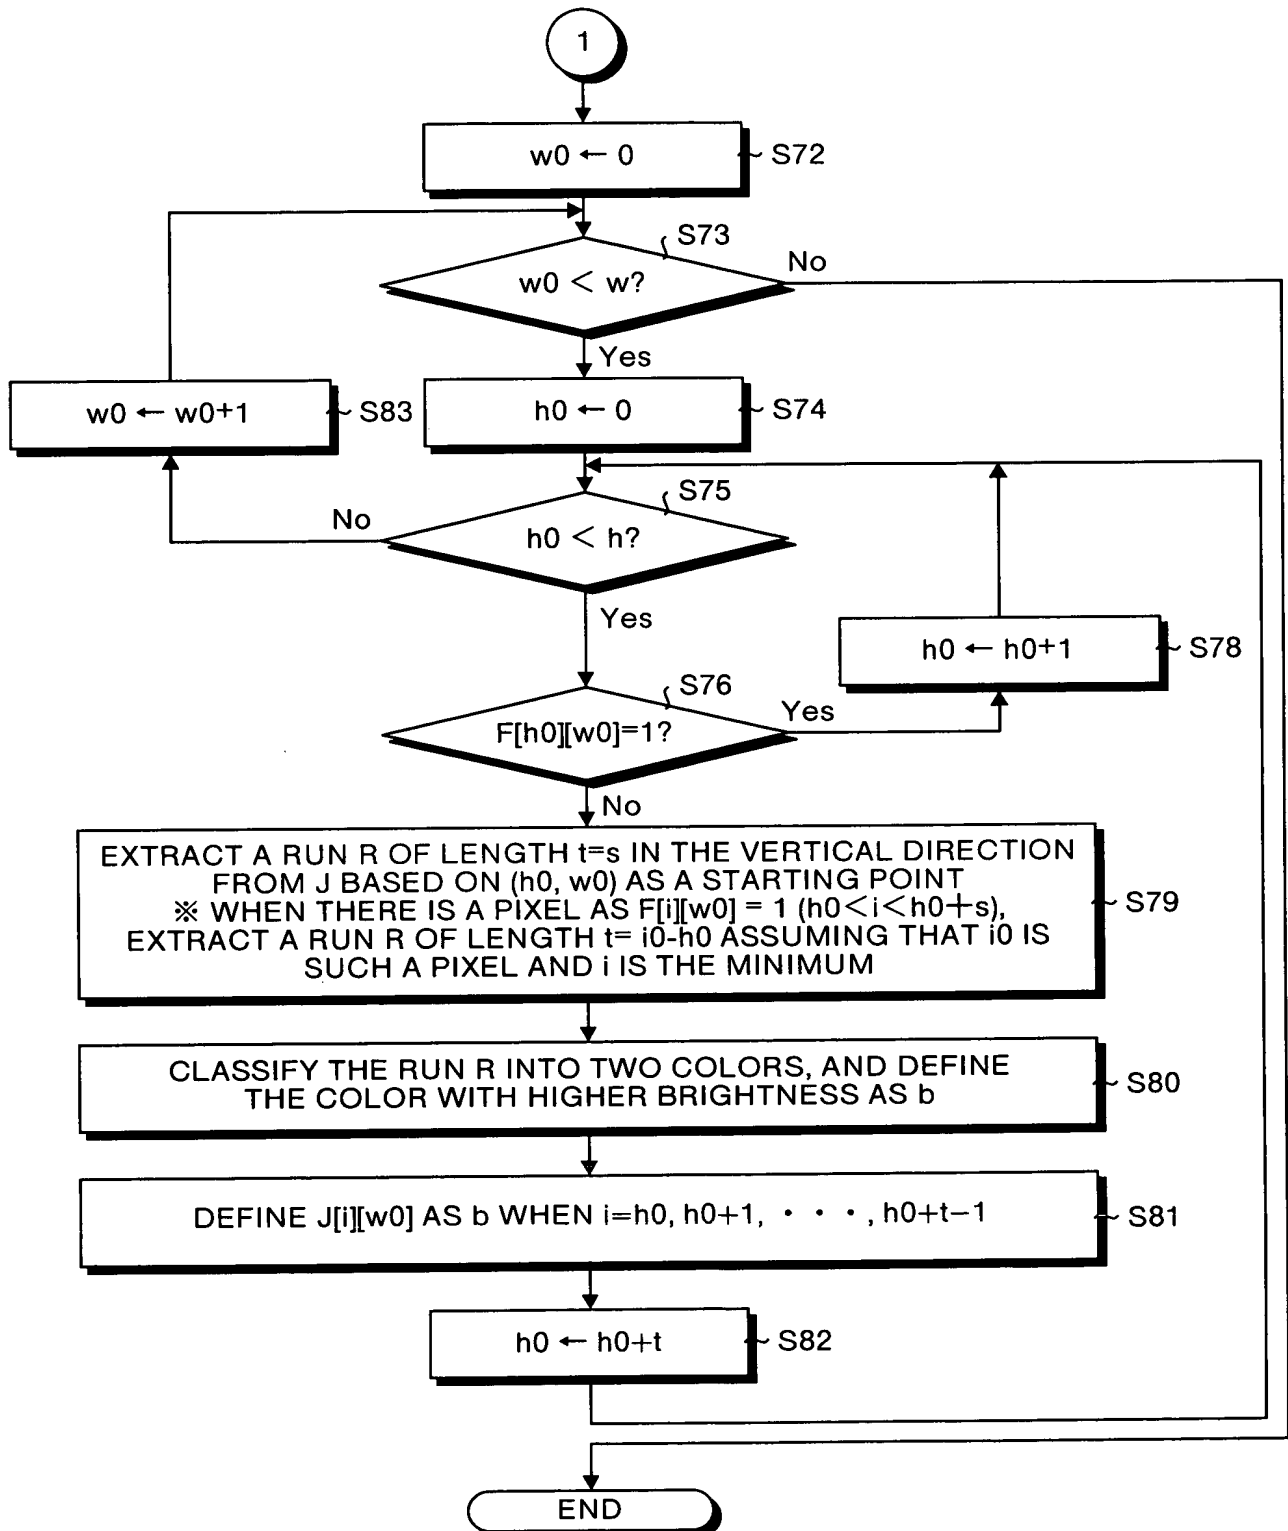 1
w0 ← 0
S72
S73
w0 < w?
No
Yes
w0 ← w0+1
S83
h0 ← 0
S74
S75
h0 < h?
No
Yes
h0 ← h0+1
S78
S76
F[h0][w0]=1?
Yes
No
EXTRACT A RUN R OF LENGTH t=s IN THE VERTICAL DIRECTION
FROM J BASED ON (h0, w0) AS A STARTING POINT
※ WHEN THERE IS A PIXEL AS F[i][w0] = 1 (h0<i<h0+s),
EXTRACT A RUN R OF LENGTH t= i0-h0 ASSUMING THAT i0 IS
SUCH A PIXEL AND i IS THE MINIMUM
S79
CLASSIFY THE RUN R INTO TWO COLORS, AND DEFINE
THE COLOR WITH HIGHER BRIGHTNESS AS b
S80
DEFINE J[i][w0] AS b WHEN i=h0, h0+1, ・・・, h0+t−1
S81
h0 ← h0+t
S82
END